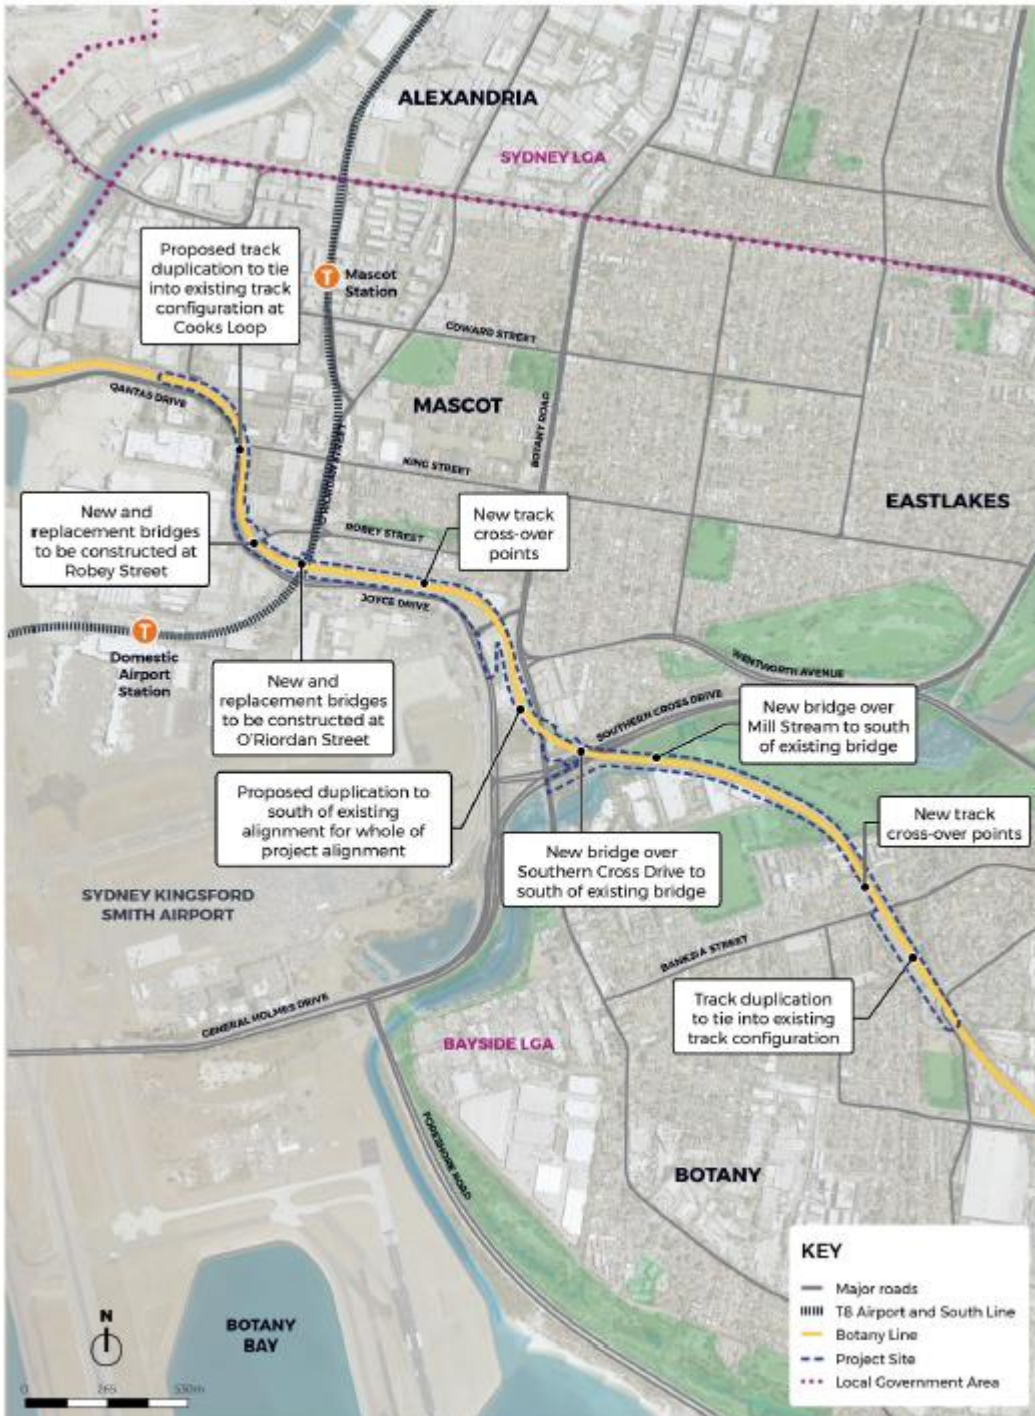 ALEXANDRIA
SYDNEY LGA
Proposed track
duplication to tie
into existing track
configuration at
Cooks Loop
T
Mascot
Station
COWARD STREET
QANTAS DRIVE
MASCOT
BOTANY ROAD
KING STREET
O'RIORDAN STREET
EASTLAKES
New and
replacement bridges
to be constructed at
Robey Street
ROBEY STREET
New track
cross-over
points
JOYCE DRIVE
T
Domestic
Airport
Station
New and
replacement bridges
to be constructed at
O'Riordan Street
WENTWORTH AVENUE
SOUTHERN CROSS DRIVE
New bridge over
Mill Stream to south
of existing bridge
Proposed duplication to
south of existing
alignment for whole of
project alignment
New bridge over
Southern Cross Drive to
south of existing bridge
New track
cross-over points
SYDNEY KINGSFORD
SMITH AIRPORT
BANKSIA STREET
GENERAL HOLMES DRIVE
Track duplication
to tie into existing
track configuration
BAYSIDE LGA
FORESHORE ROAD
BOTANY
BOTANY
BAY
N
0 265 530m
KEY
Major roads
T8 Airport and South Line
Botany Line
Project Site
Local Government Area